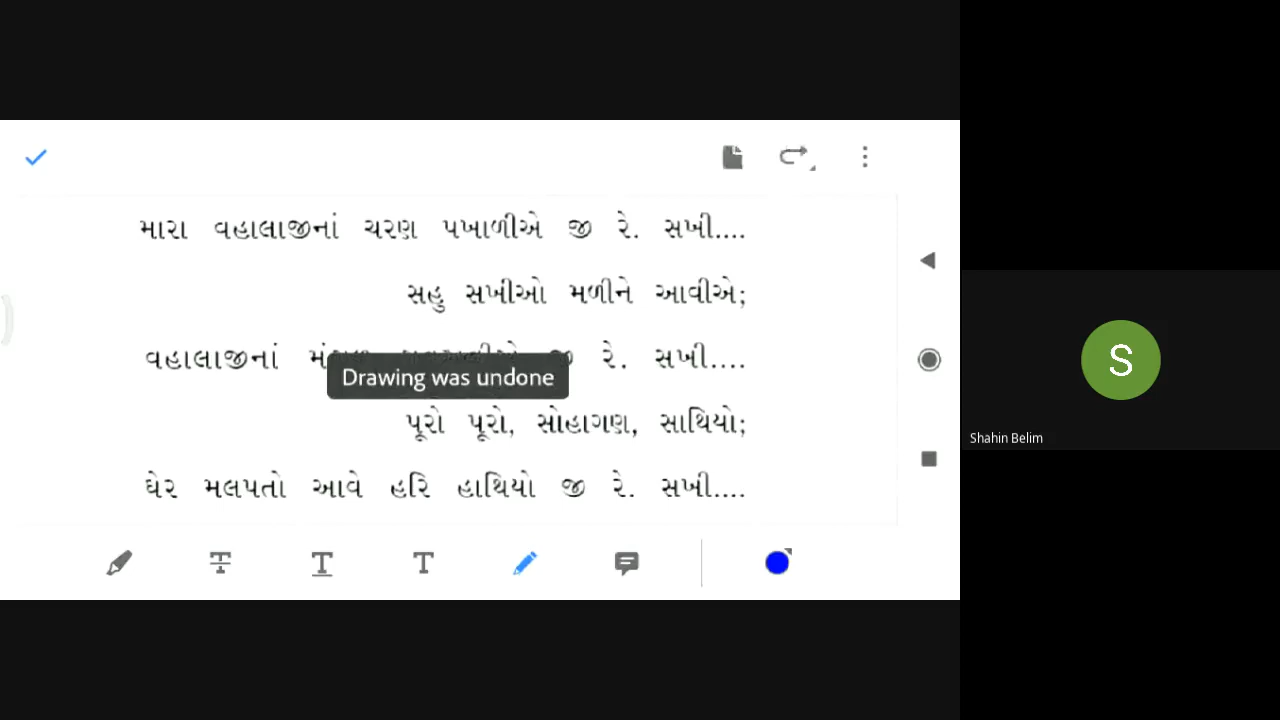 મારા વહાલાજીનાં ચરણ પખાળીએ જી રે. સખી....
સહુ સખીઓ મળીને આવીએ;
વહાલાજીનાં જી રે. સખી....
Drawing was undone
પૂરો પૂરો, સોહાગણ, સાથિયો;
ઘેર મલપતો આવે હરિ હાથિયો જી રે. સખી....
T T T
S
Shahin Belim